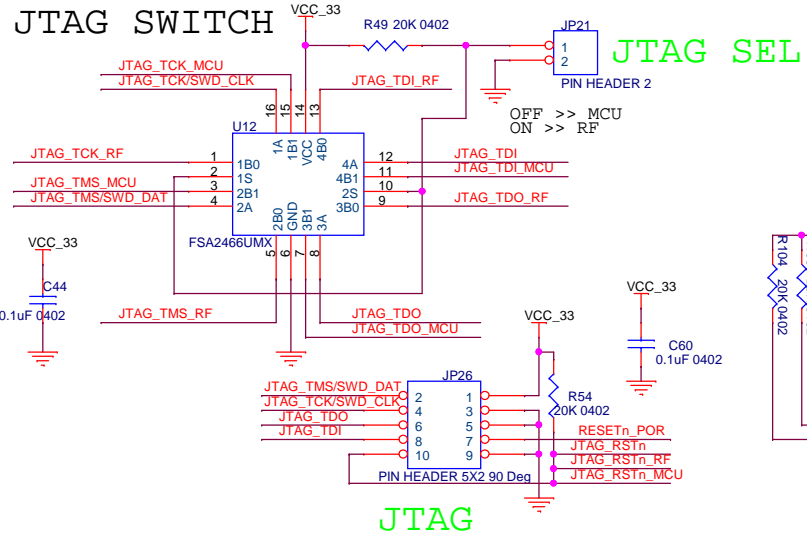 JTAG SWITCH
VCC_33
R49 20K 0402
JP21
1
2
PIN HEADER 2
JTAG SEL
OFF >> MCU
ON >> RF
JTAG_TCK_MCU
JTAG_TCK/SWD_CLK
JTAG_TDI_RF
16
15
14
13
U12
1A
1B1
VCC
4B0
JTAG_TCK_RF
1
1B0
4A
12
JTAG_TDI
2
1S
4B1
11
JTAG_TDI_MCU
JTAG_TMS_MCU
3
2B1
2S
10
JTAG_TMS/SWD_DAT
4
2A
3B0
9
JTAG_TDO_RF
2B0
GND
3B1
3A
FSA2466UMX
5
6
7
8
VCC_33
C44
0.1uF 0402
JTAG_TMS_RF
JTAG_TDO
JTAG_TDO_MCU
VCC_33
VCC_33
C60
0.1uF 0402
R104
20K 0402
JP26
JTAG_TMS/SWD_DAT
2
1
JTAG_TCK/SWD_CLK
4
3
JTAG_TDO
6
5
JTAG_TDI
8
7
10
9
R54
20K 0402
RESETn_POR
JTAG_RSTn
JTAG_RSTn_RF
JTAG_RSTn_MCU
PIN HEADER 5X2 90 Deg
JTAG